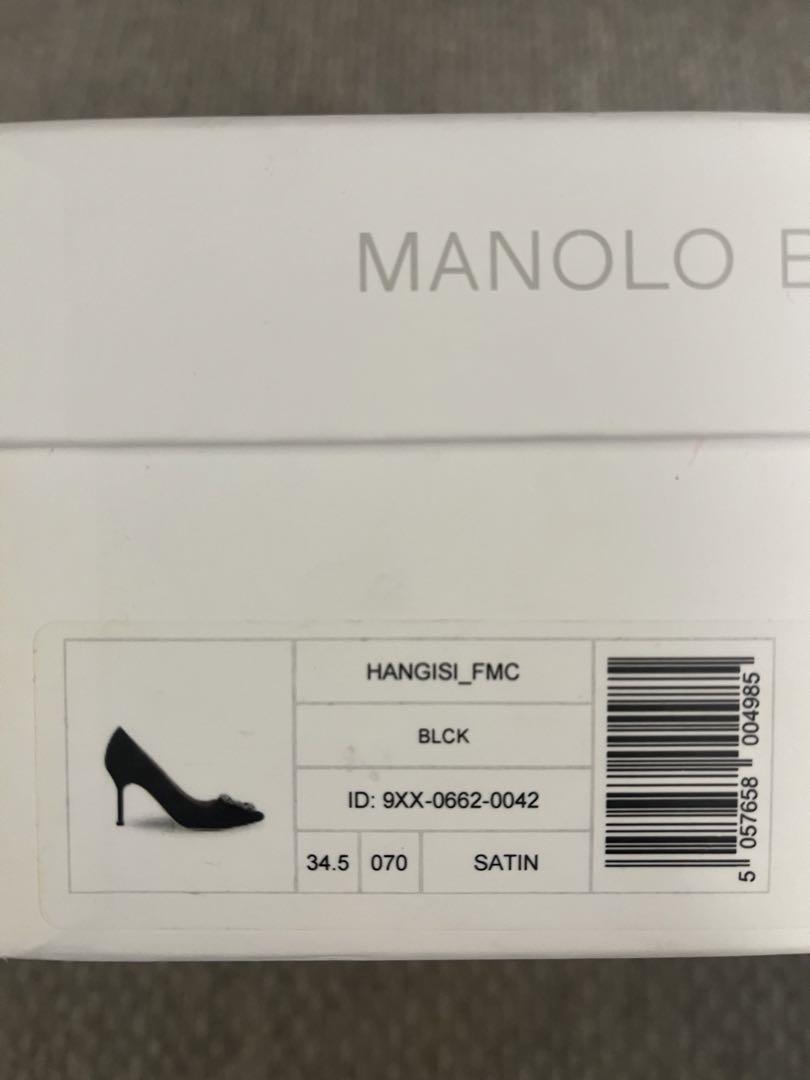 MANOLO B
HANGISI_FMC
BLCK
ID: 9XX-0662-0042
34.5 070 SATIN
5 057658 004985